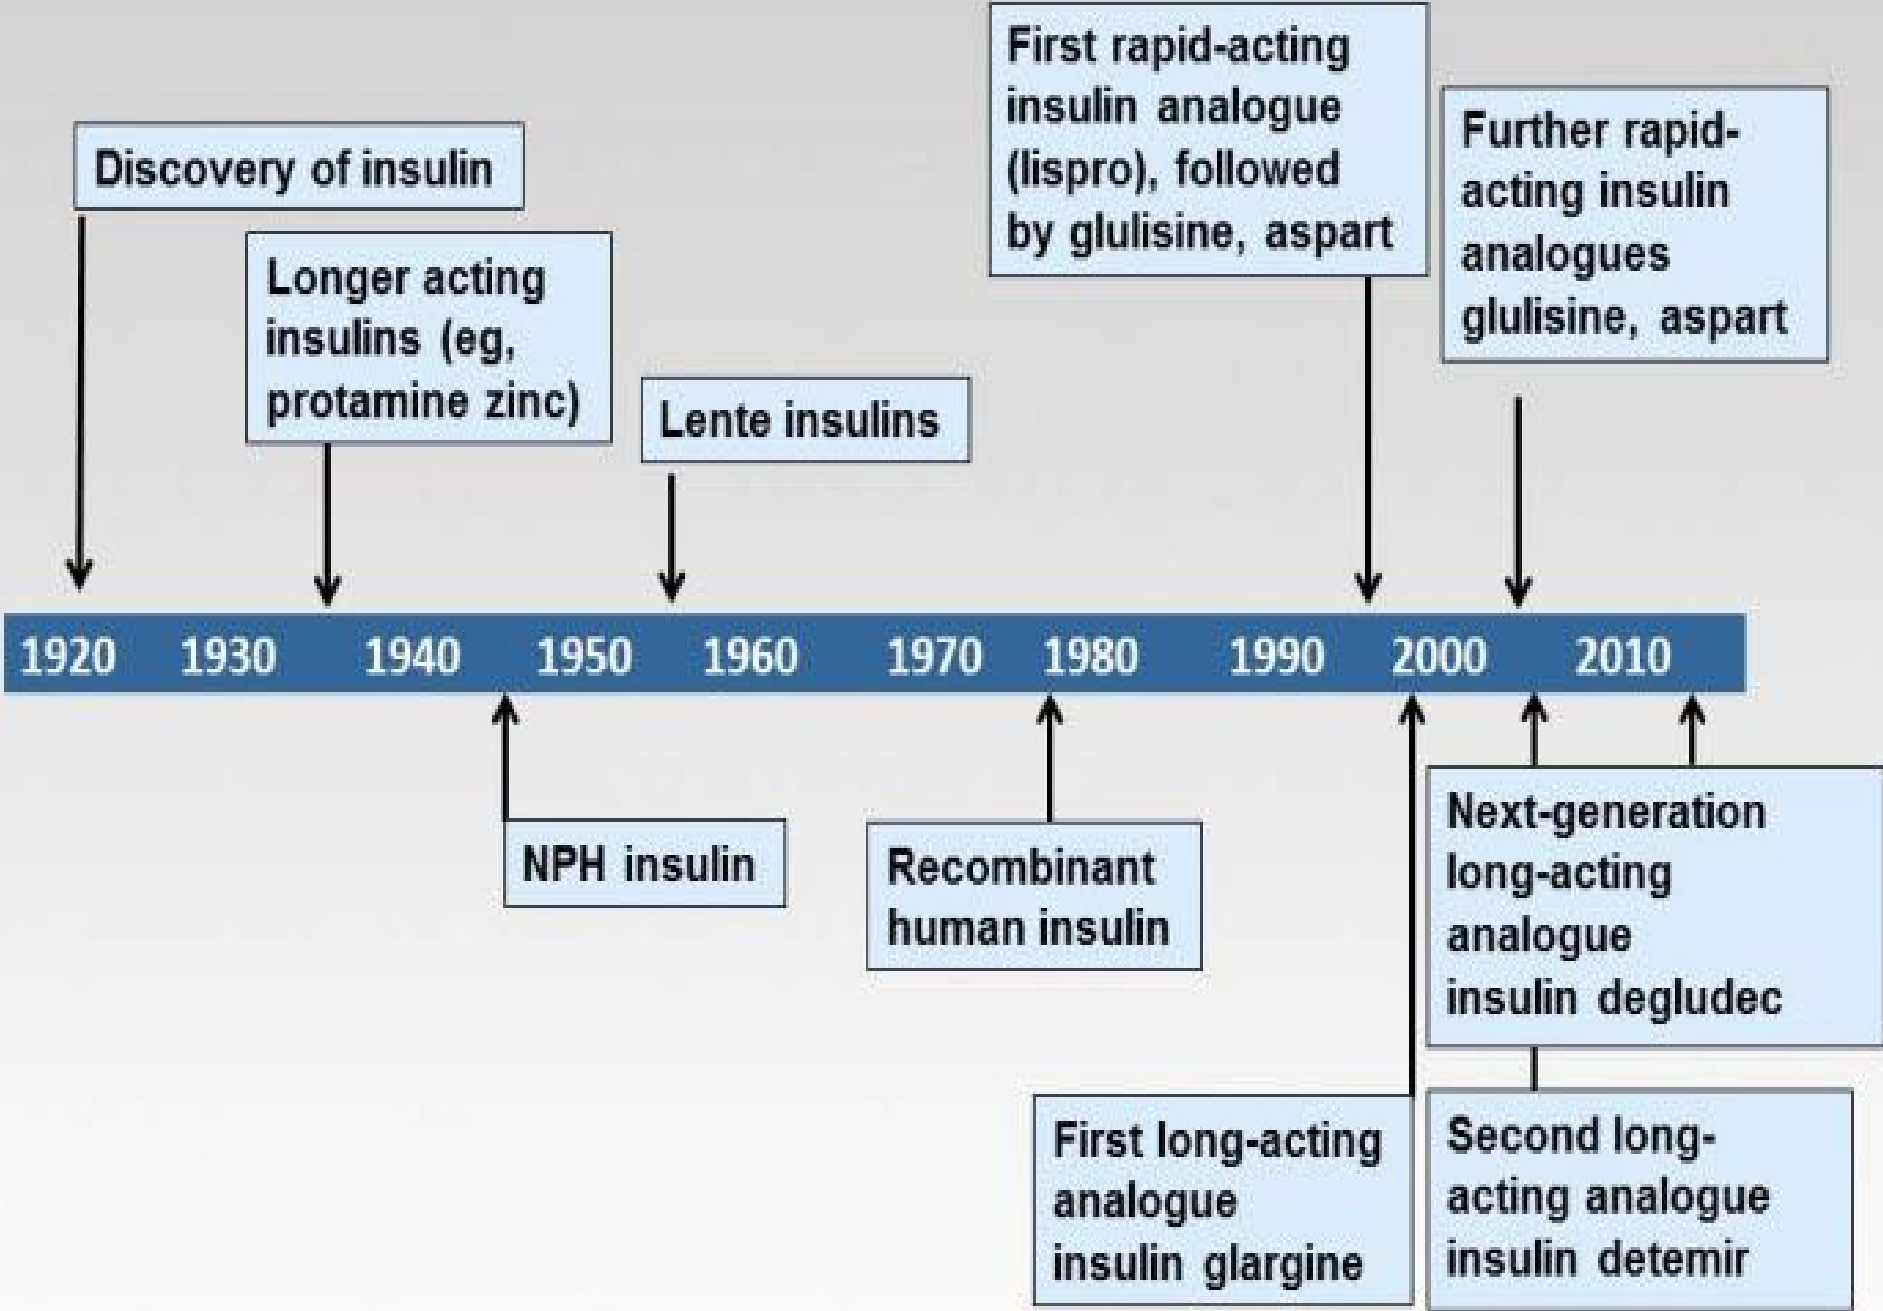 First rapid-acting
insulin analogue
(lispro), followed
by glulisine, aspart
Further rapid-
acting insulin
analogues
glulisine, aspart
Discovery of insulin
Longer acting
insulins (eg,
protamine zinc)
Lente insulins
1920 1930 1940 1950 1960 1970 1980 1990 2000 2010
NPH insulin
Recombinant
human insulin
Next-generation
long-acting
analogue
insulin degludec
First long-acting
analogue
insulin glargine
Second long-
acting analogue
insulin detemir